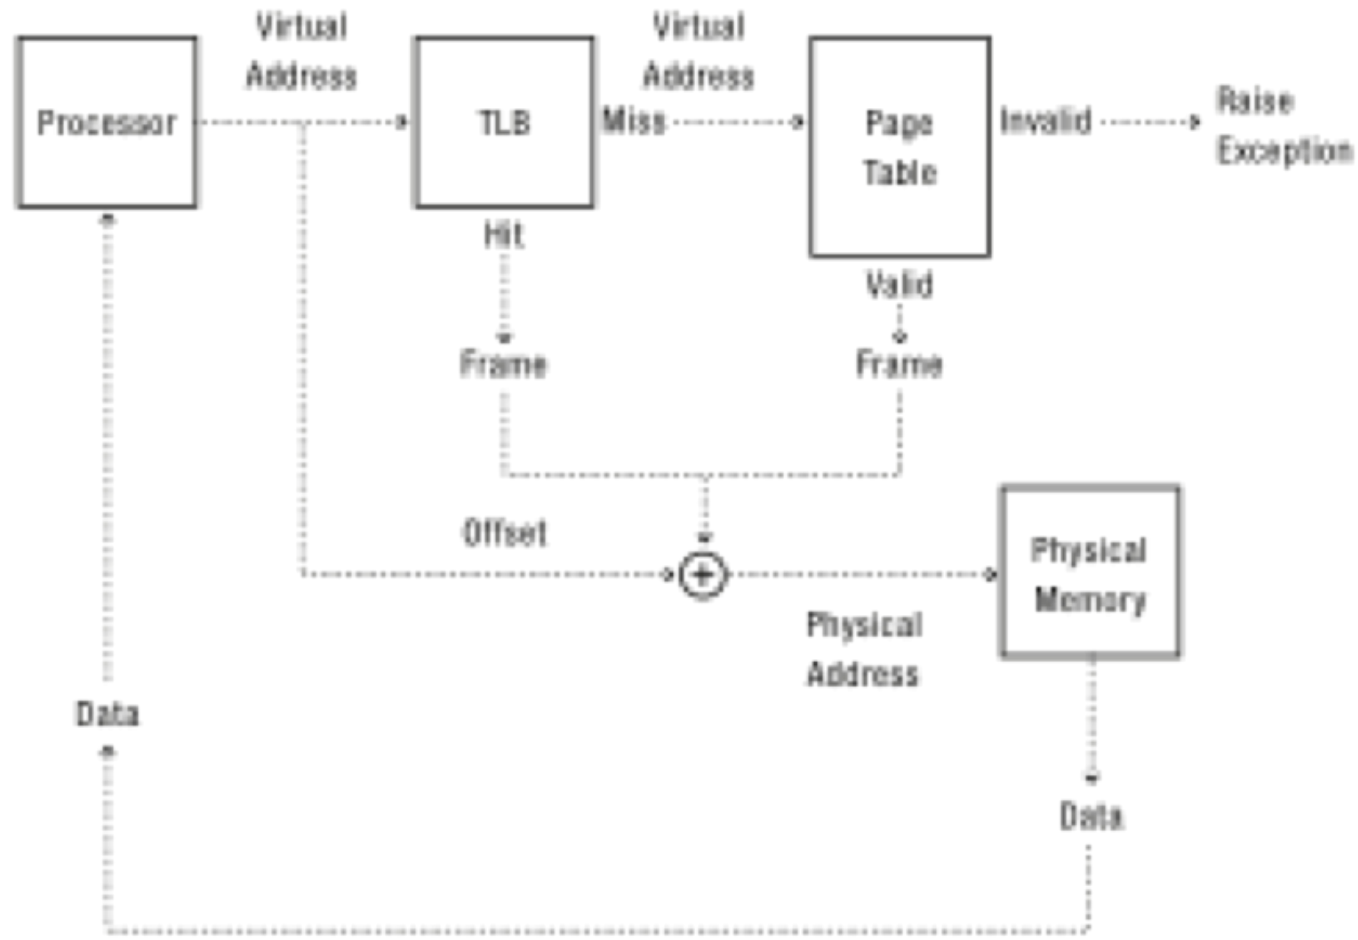 Virtual
Address
Virtual
Address
Processor
TLB
Miss
Page
Table
Invalid
Raise
Exception
Hit
Valid
Frame
Frame
Offset
+
Physical
Memory
Physical
Address
Data
Data